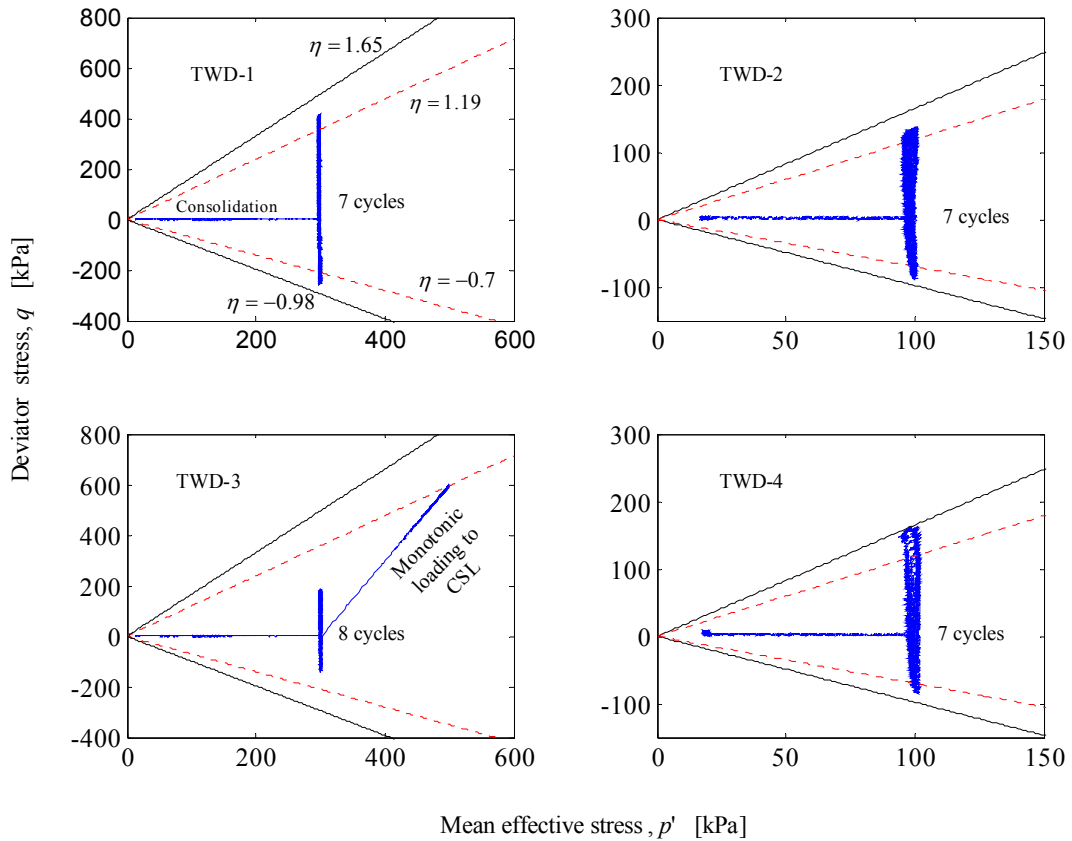 800
600
400
200
0
-200
-400
0
200
400
600
TWD-1
η = 1.65
η = 1.19
Consolidation
7 cycles
η = −0.7
η = −0.98
300
200
100
0
-100
0
50
100
150
TWD-2
7 cycles
800
600
400
200
0
-200
-400
0
200
400
600
TWD-3
Monotonic
loading to
CSL
8 cycles
300
200
100
0
-100
0
50
100
150
TWD-4
7 cycles
Deviator stress, q [kPa]
Mean effective stress , p' [kPa]